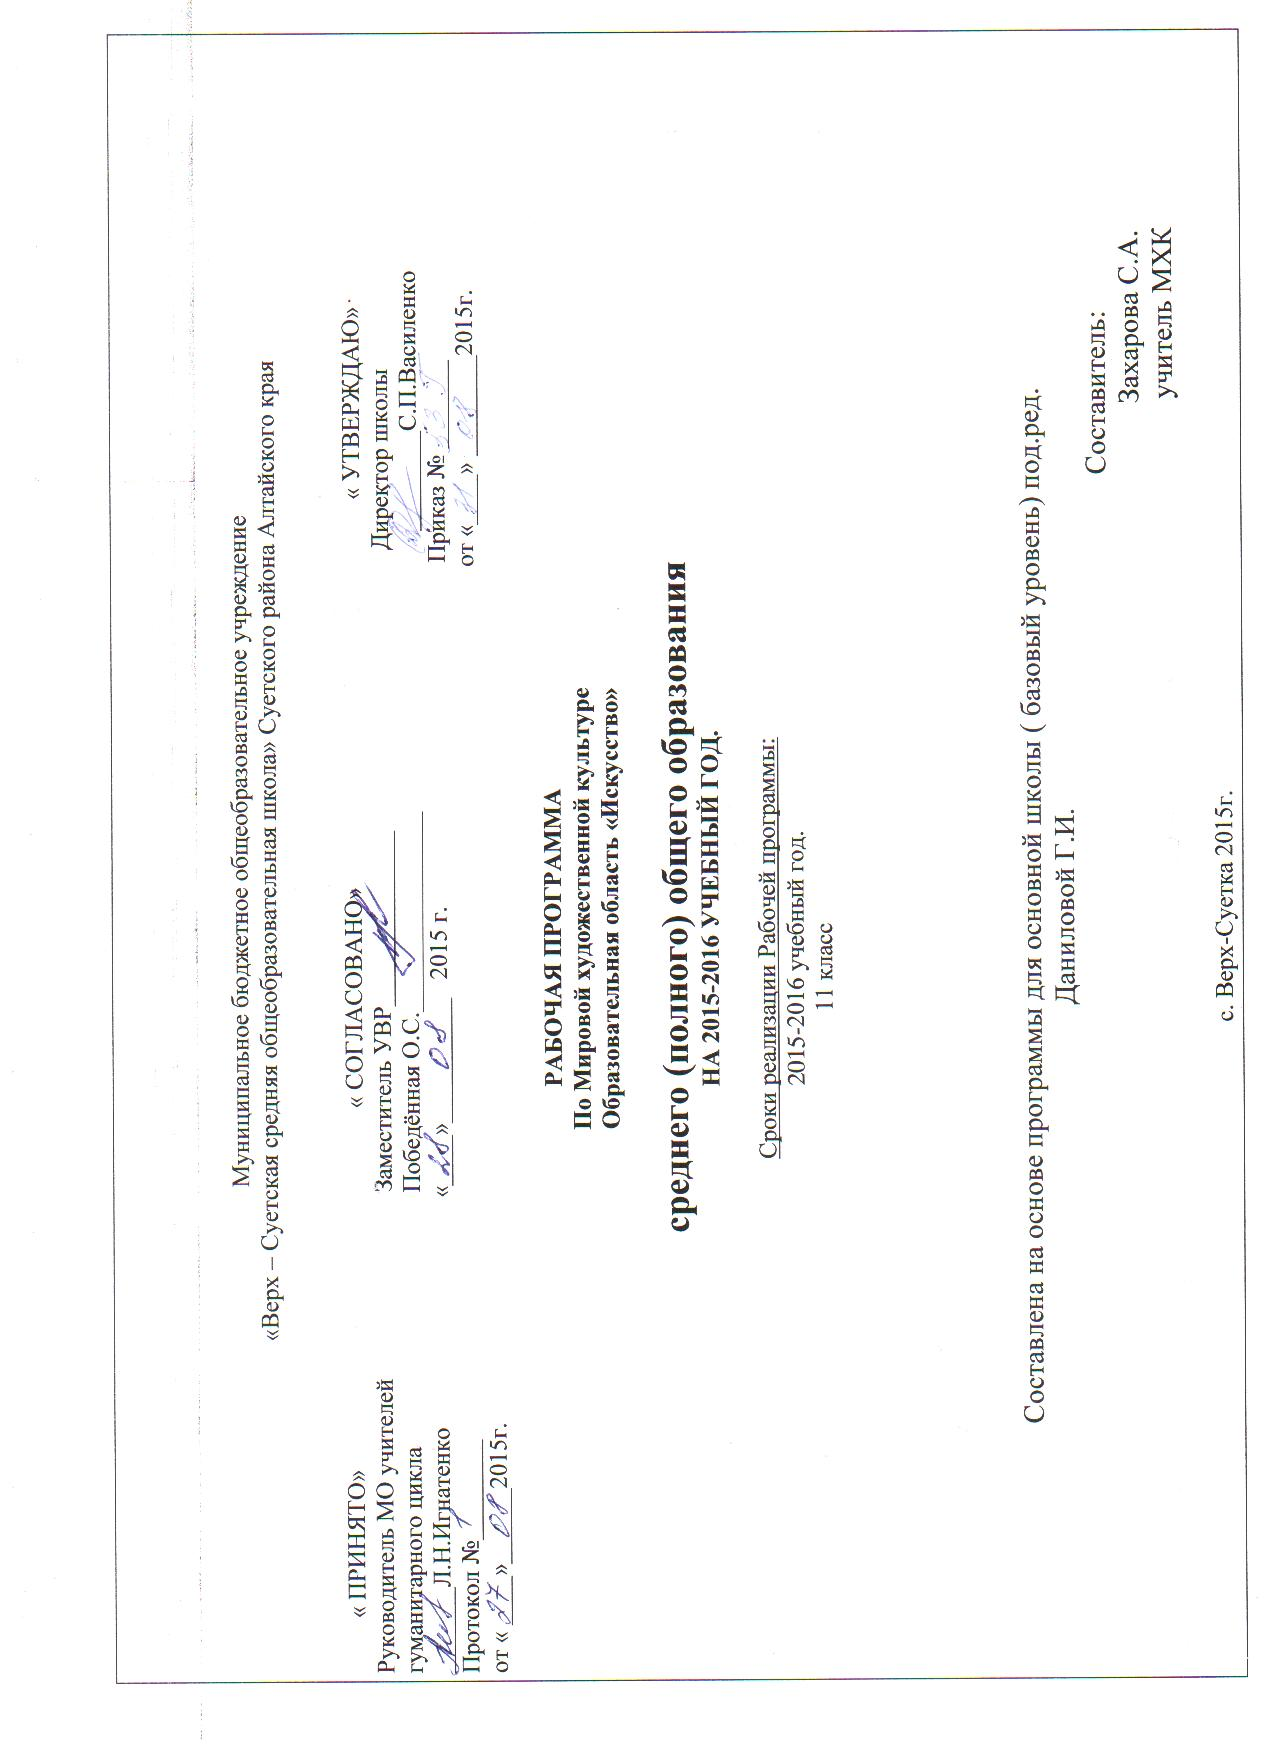 Муниципальное бюджетное общеобразовательное учреждение
«Верх – Суетская средняя общеобразовательная школа» Суетского района Алтайского края
« ПРИНЯТО»
Руководитель МО учителей
гуманитарного цикла
Л.Н.Игнатенко
Протокол № 1
от « 27 » 08 2015г.
« СОГЛАСОВАНО»
Заместитель УВР
Победённая О.С.
« 28 » 08 2015 г.
« УТВЕРЖДАЮ»
Директор школы
С.П.Василенко
Приказ №
от « » 08 2015г.
РАБОЧАЯ ПРОГРАММА
По Мировой художественной культуре
Образовательная область «Искусство»
среднего (полного) общего образования
НА 2015-2016 УЧЕБНЫЙ ГОД.
Сроки реализации Рабочей программы:
2015-2016 учебный год.
11 класс
Составлена на основе программы для основной школы ( базовый уровень) под.ред.
Даниловой Г.И.
Составитель:
Захарова С.А.
учитель МХК
с. Верх-Суетка 2015г.